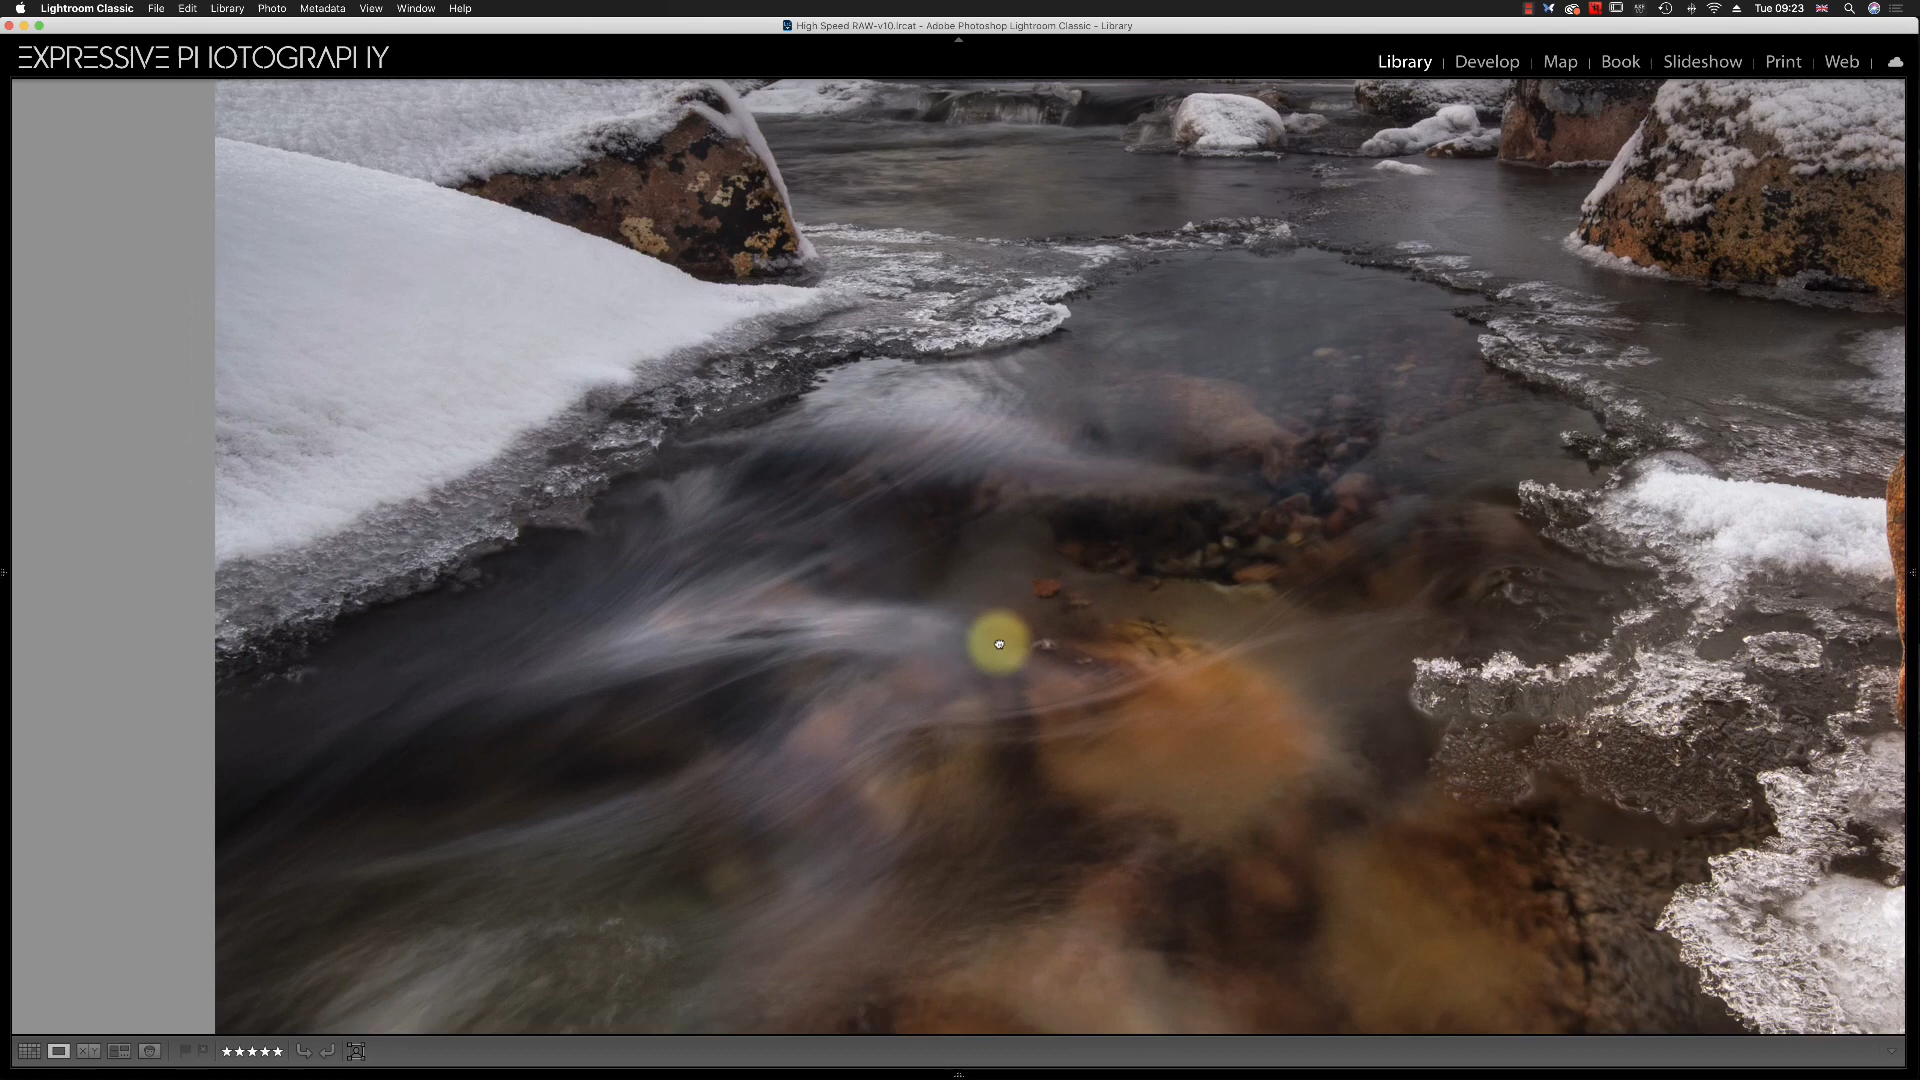 Lightroom Classic File Edit Library Photo Metadata View Window Help Tue 09:23
High Speed RAW-v10.lrcat - Adobe Photoshop Lightroom Classic - Library
EXPRESSIVE PHOTOGRAPHY Library | Develop | Map | Book | Slideshow | Print | Web |
X Y